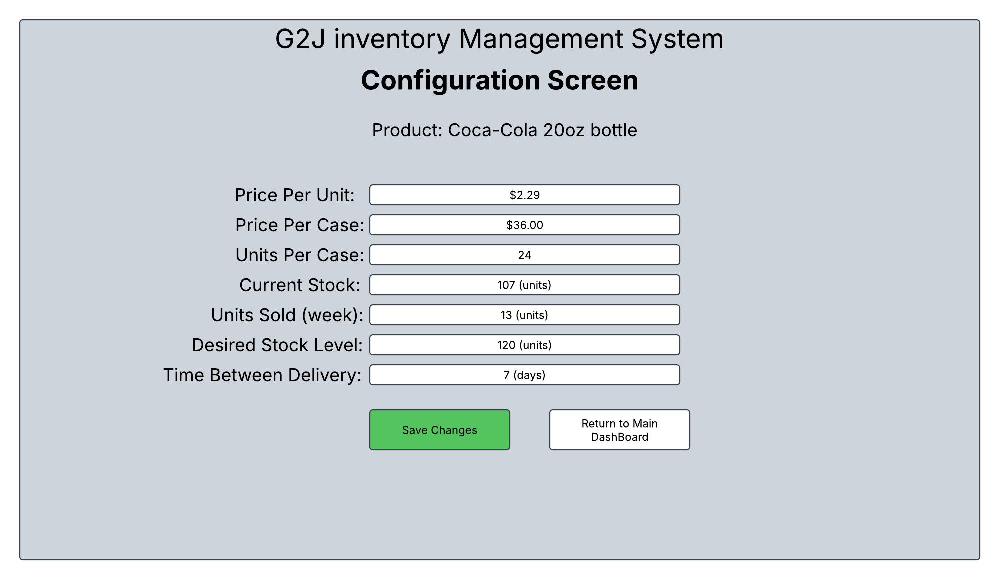 G2J inventory Management System
Configuration Screen
Product: Coca-Cola 20oz bottle
Price Per Unit: $2.29
Price Per Case: $36.00
Units Per Case: 24
Current Stock: 107 (units)
Units Sold (week): 13 (units)
Desired Stock Level: 120 (units)
Time Between Delivery: 7 (days)
Save Changes
Return to Main
DashBoard